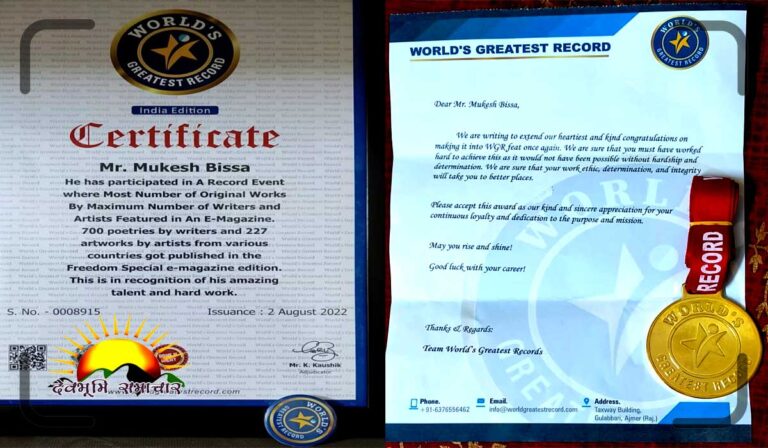 WORLD'S
GREATEST RECORD
India Edition
Certificate
Mr. Mukesh Bissa
He has participated in A Record Event
where Most Number of Original Works
By Maximum Number of Writers and
Artists Featured in An E-Magazine.
700 poetries by writers and 227
artworks by artists from various
countries got published in the
Freedom Special e-magazine edition.
This is in recognition of his amazing
talent and hard work.
S. No. - 0008915
Issuance : 2 August 2022
Mr. K. Kaushik
Adjudicator
देवभूमि समाचार
WORLD'S
GREATEST RECORD
WORLD'S GREATEST RECORD
WORLD'S
GREATEST RECORD
Dear Mr. Mukesh Bissa,
We are writing to extend our heartiest and kind congratulations on
making it into WGR feat once again. We are sure that you must have worked
hard to achieve this as it would not have been possible without hardship and
determination. We are sure that your work ethic, determination, and integrity
will take you to better places.
Please accept this award as our kind and sincere appreciation for your
continuous loyalty and dedication to the purpose and mission.
May you rise and shine!
Good luck with your career!
Thanks & Regards:
Team World's Greatest Records
Phone.
+91-6376556462
Email.
info@worldgreatestrecord.com
Address.
Taxway Building,
Gulabbari, Ajmer (Raj.)
RECORD
WORLD'S
GREATEST RECORD